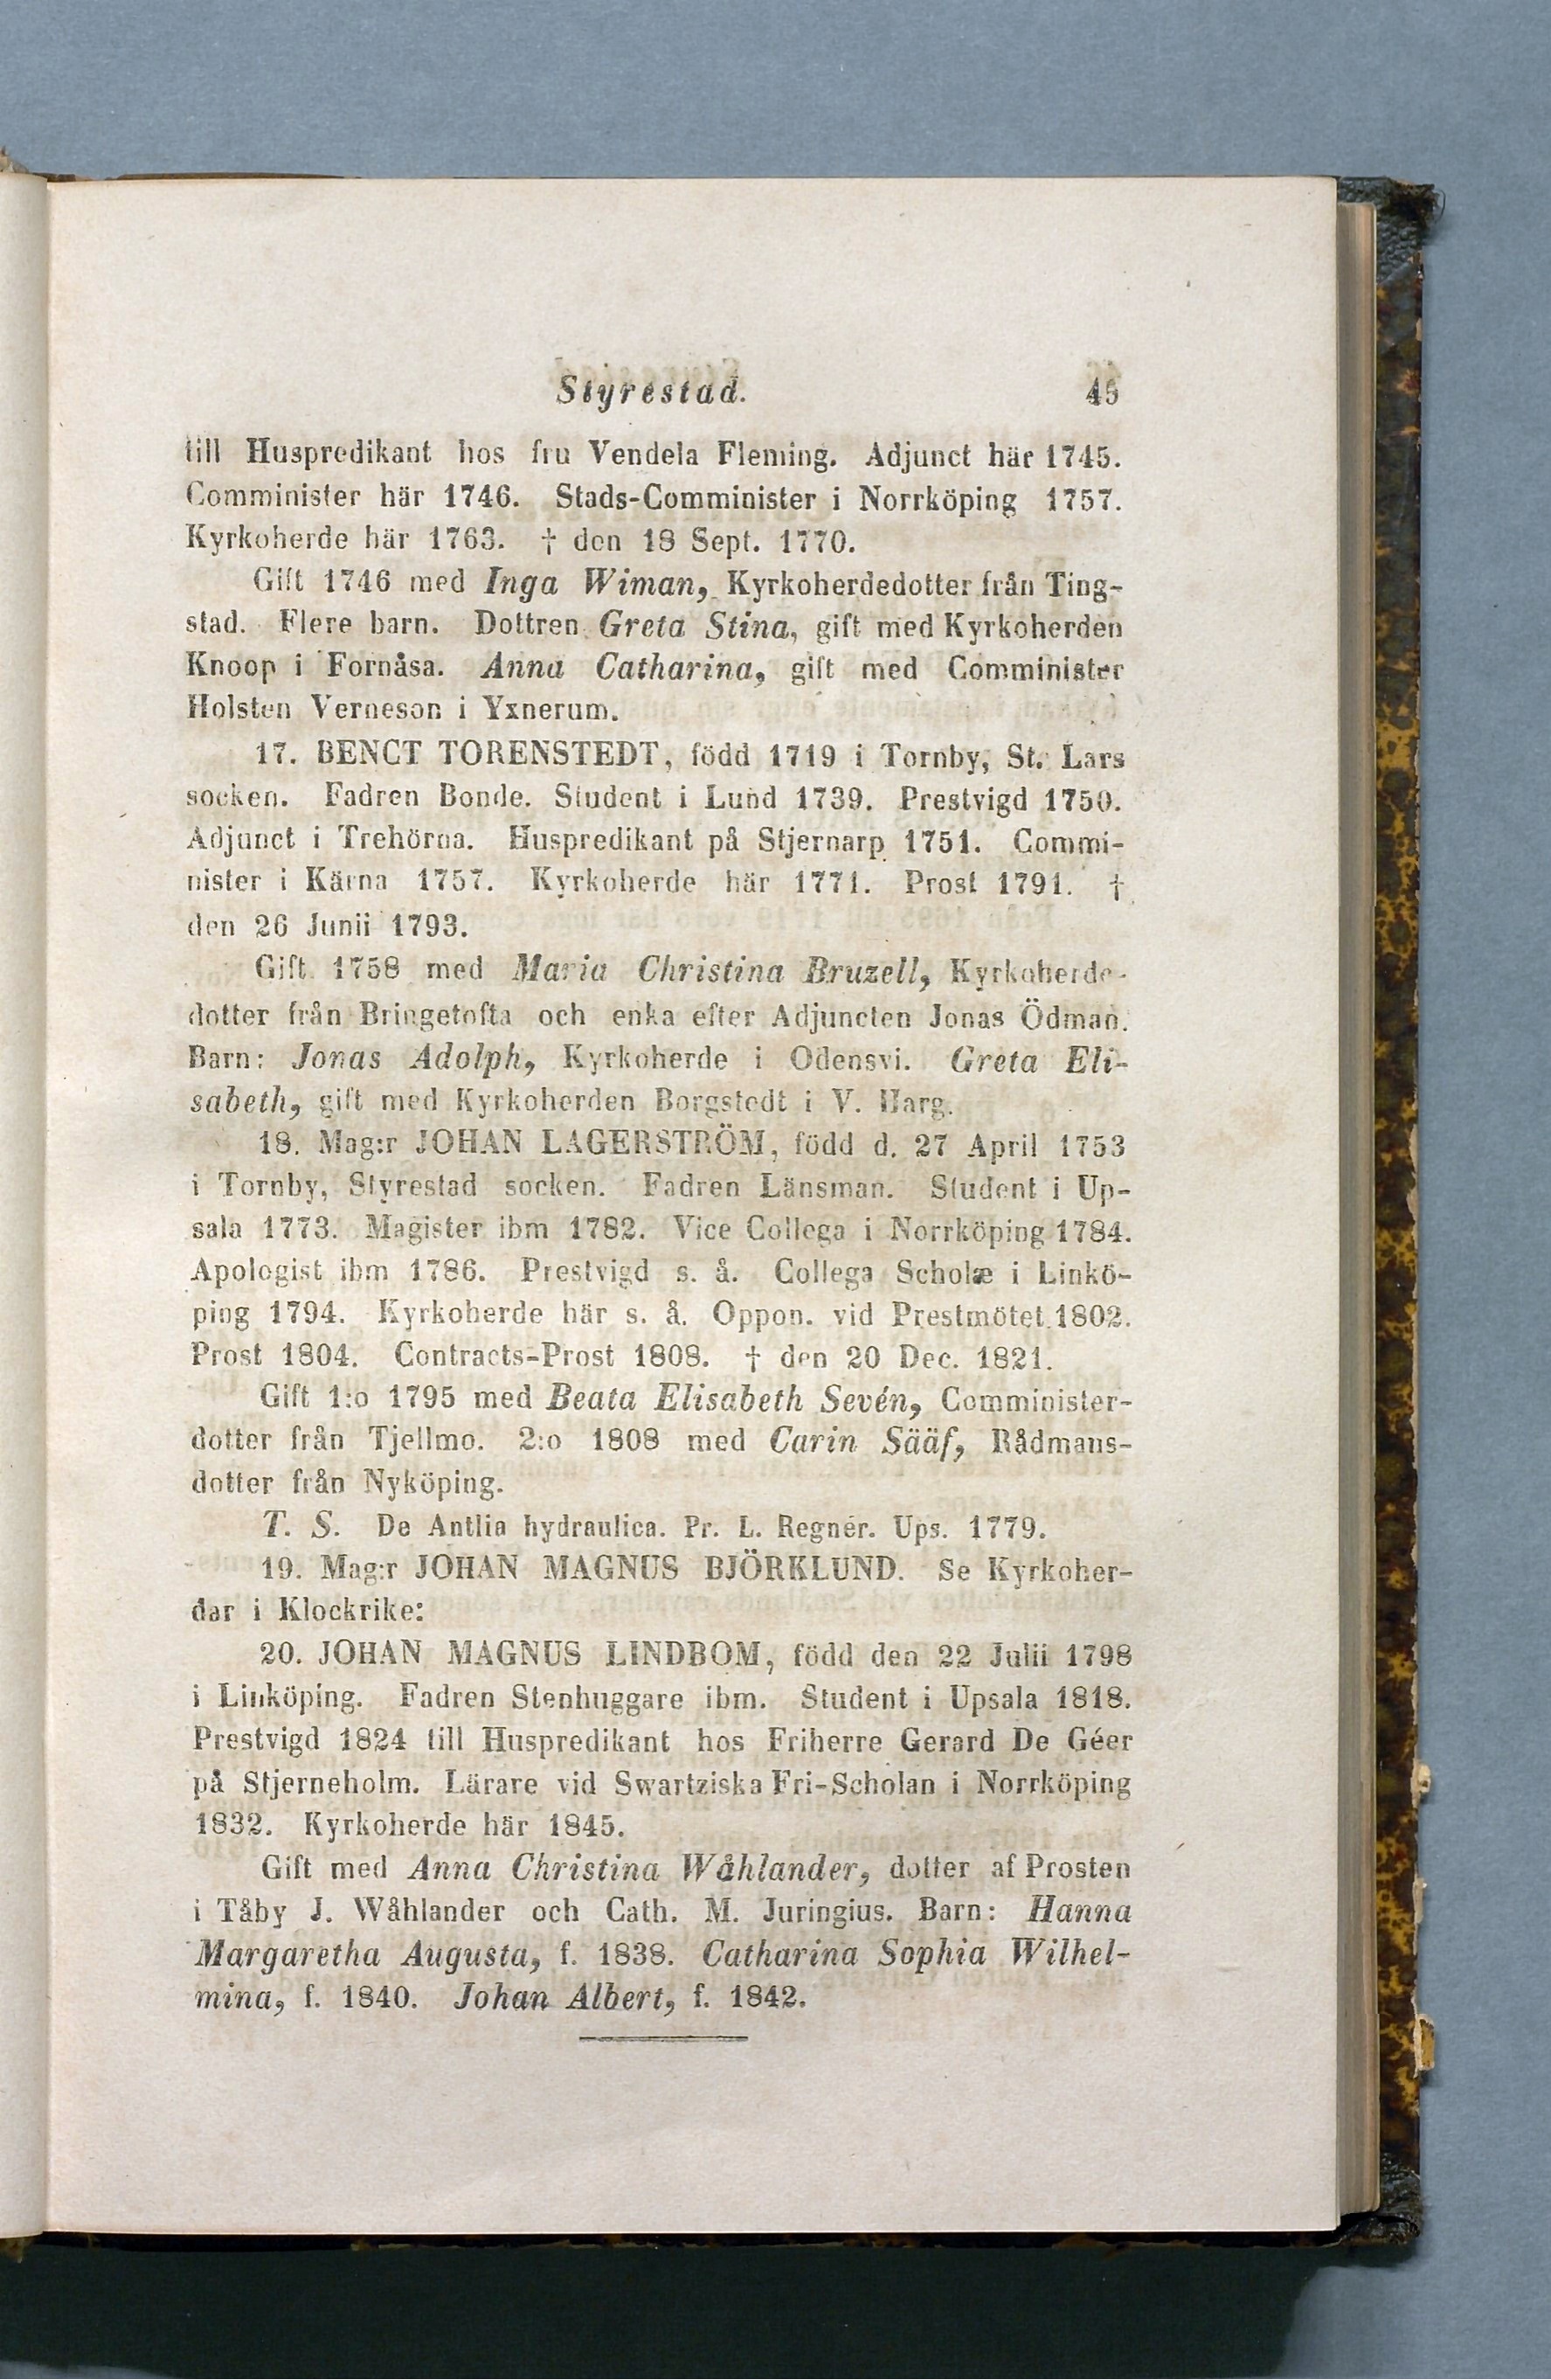 Styrestad. 45
till Huspredikant hos fru Vendela Fleming. Adjunct här 1745.
Comminister här 1746. Stads-Comminister i Norrköping 1757.
Kyrkoherde här 1763. † den 18 Sept. 1770.
Gift 1746 med Inga Wiman, Kyrkoherdedotter från Ting-
stad. Flere barn. Dottren Greta Stina, gift med Kyrkoherden
Knoop i Fornåsa. Anna Catharina, gift med Comminister
Holsten Verneson i Yxnerum.
17. BENCT TORENSTEDT, född 1719 i Tornby, St. Lars
socken. Fadren Bonde. Student i Lund 1739. Prestvigd 1750.
Adjunct i Trehörna. Huspredikant på Stjernarp 1751. Commi-
nister i Kärna 1757. Kyrkoherde här 1771. Prost 1791. †
den 26 Junii 1793.
Gift 1758 med Maria Christina Bruzell, Kyrkoherde-
dotter från Bringetofta och enka efter Adjuncten Jonas Ödman.
Barn: Jonas Adolph, Kyrkoherde i Odensvi. Greta Eli-
sabeth, gift med Kyrkoherden Borgstedt i V. Harg.
18. Mag:r JOHAN LAGERSTRÖM, född d. 27 April 1753
i Tornby, Styrestad socken. Fadren Länsman. Student i Up-
sala 1773. Magister ibm 1782. Vice Collega i Norrköping 1784.
Apologist ibm 1786. Prestvigd s. å. Collega Scholæ i Linkö-
ping 1794. Kyrkoherde här s. å. Oppon. vid Prestmötet 1802.
Prost 1804. Contracts-Prost 1808. † den 20 Dec. 1821.
Gift 1:o 1795 med Beata Elisabeth Sevén, Comminister-
dotter från Tjellmo. 2:o 1808 med Carin Sääf, Rådmans-
dotter från Nyköping.
T. S. De Antlia hydraulica. Pr. L. Regnér. Ups. 1779.
19. Mag:r JOHAN MAGNUS BJÖRKLUND. Se Kyrkoher-
dar i Klockrike:
20. JOHAN MAGNUS LINDBOM, född den 22 Julii 1798
i Linköping. Fadren Stenhuggare ibm. Student i Upsala 1818.
Prestvigd 1824 till Huspredikant hos Friherre Gerard De Géer
på Stjerneholm. Lärare vid Swartziska Fri-Scholan i Norrköping
1832. Kyrkoherde här 1845.
Gift med Anna Christina Wåhlander, dotter af Prosten
i Tåby J. Wåhlander och Cath. M. Juringius. Barn: Hanna
Margaretha Augusta, f. 1838. Catharina Sophia Wilhel-
mina, f. 1840. Johan Albert, f. 1842.